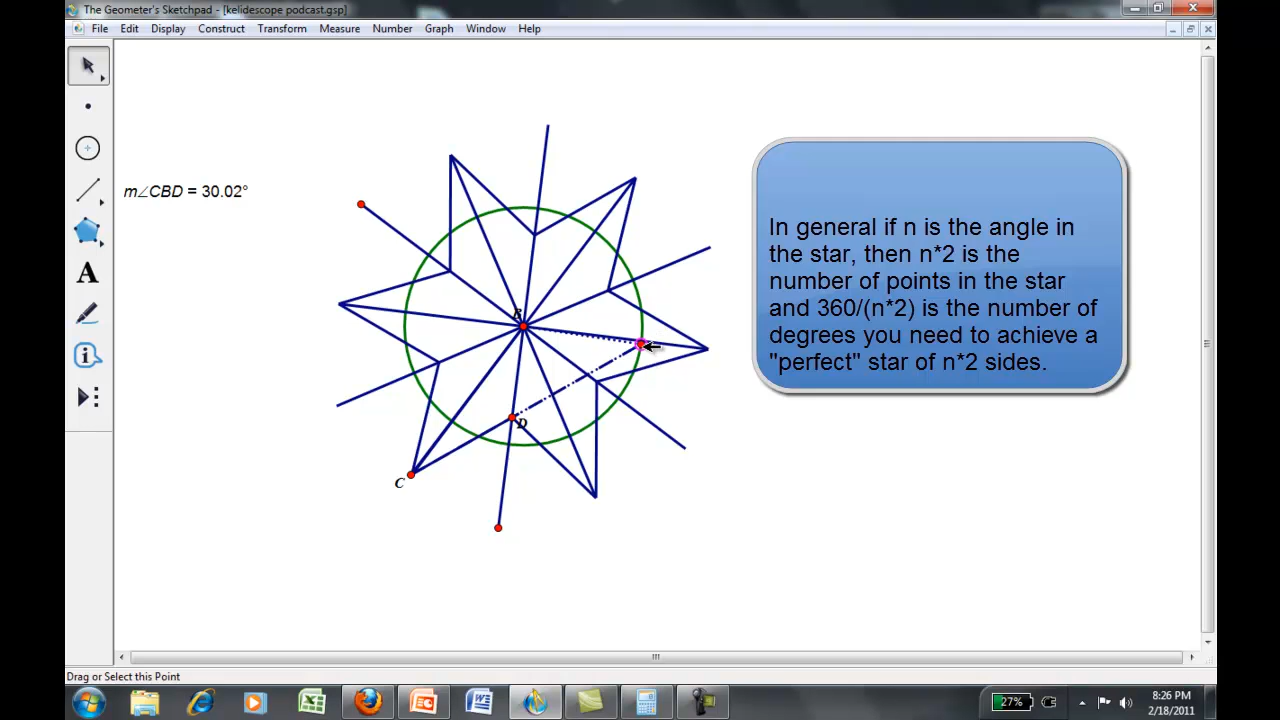 The Geometer's Sketchpad - [kelidescope podcast.gsp]
File Edit Display Construct Transform Measure Number Graph Window Help
m∠CBD = 30.02°
In general if n is the angle in
the star, then n*2 is the
number of points in the star
and 360/(n*2) is the number of
degrees you need to achieve a
"perfect" star of n*2 sides.
B
D
C
A
Drag or Select this Point
27%
8:26 PM
2/18/2011